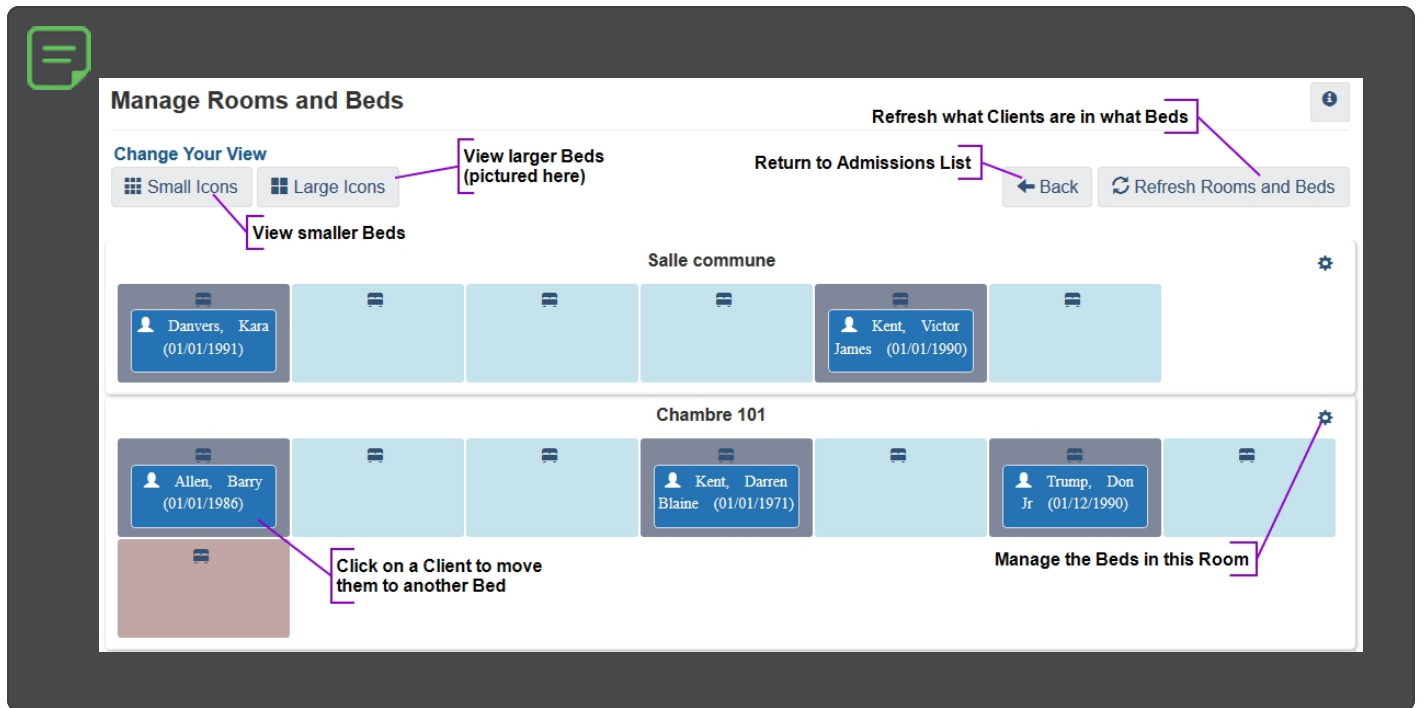 Manage Rooms and Beds
Refresh what Clients are in what Beds
Change Your View
View larger Beds
(pictured here)
Return to Admissions List
Small Icons
Large Icons
Back
Refresh Rooms and Beds
View smaller Beds
Salle commune
Danvers, Kara
(01/01/1991)
Kent, Victor
James (01/01/1990)
Chambre 101
Allen, Barry
(01/01/1986)
Kent, Darren
Blaine (01/01/1971)
Trump, Don
Jr (01/12/1990)
Click on a Client to move
them to another Bed
Manage the Beds in this Room